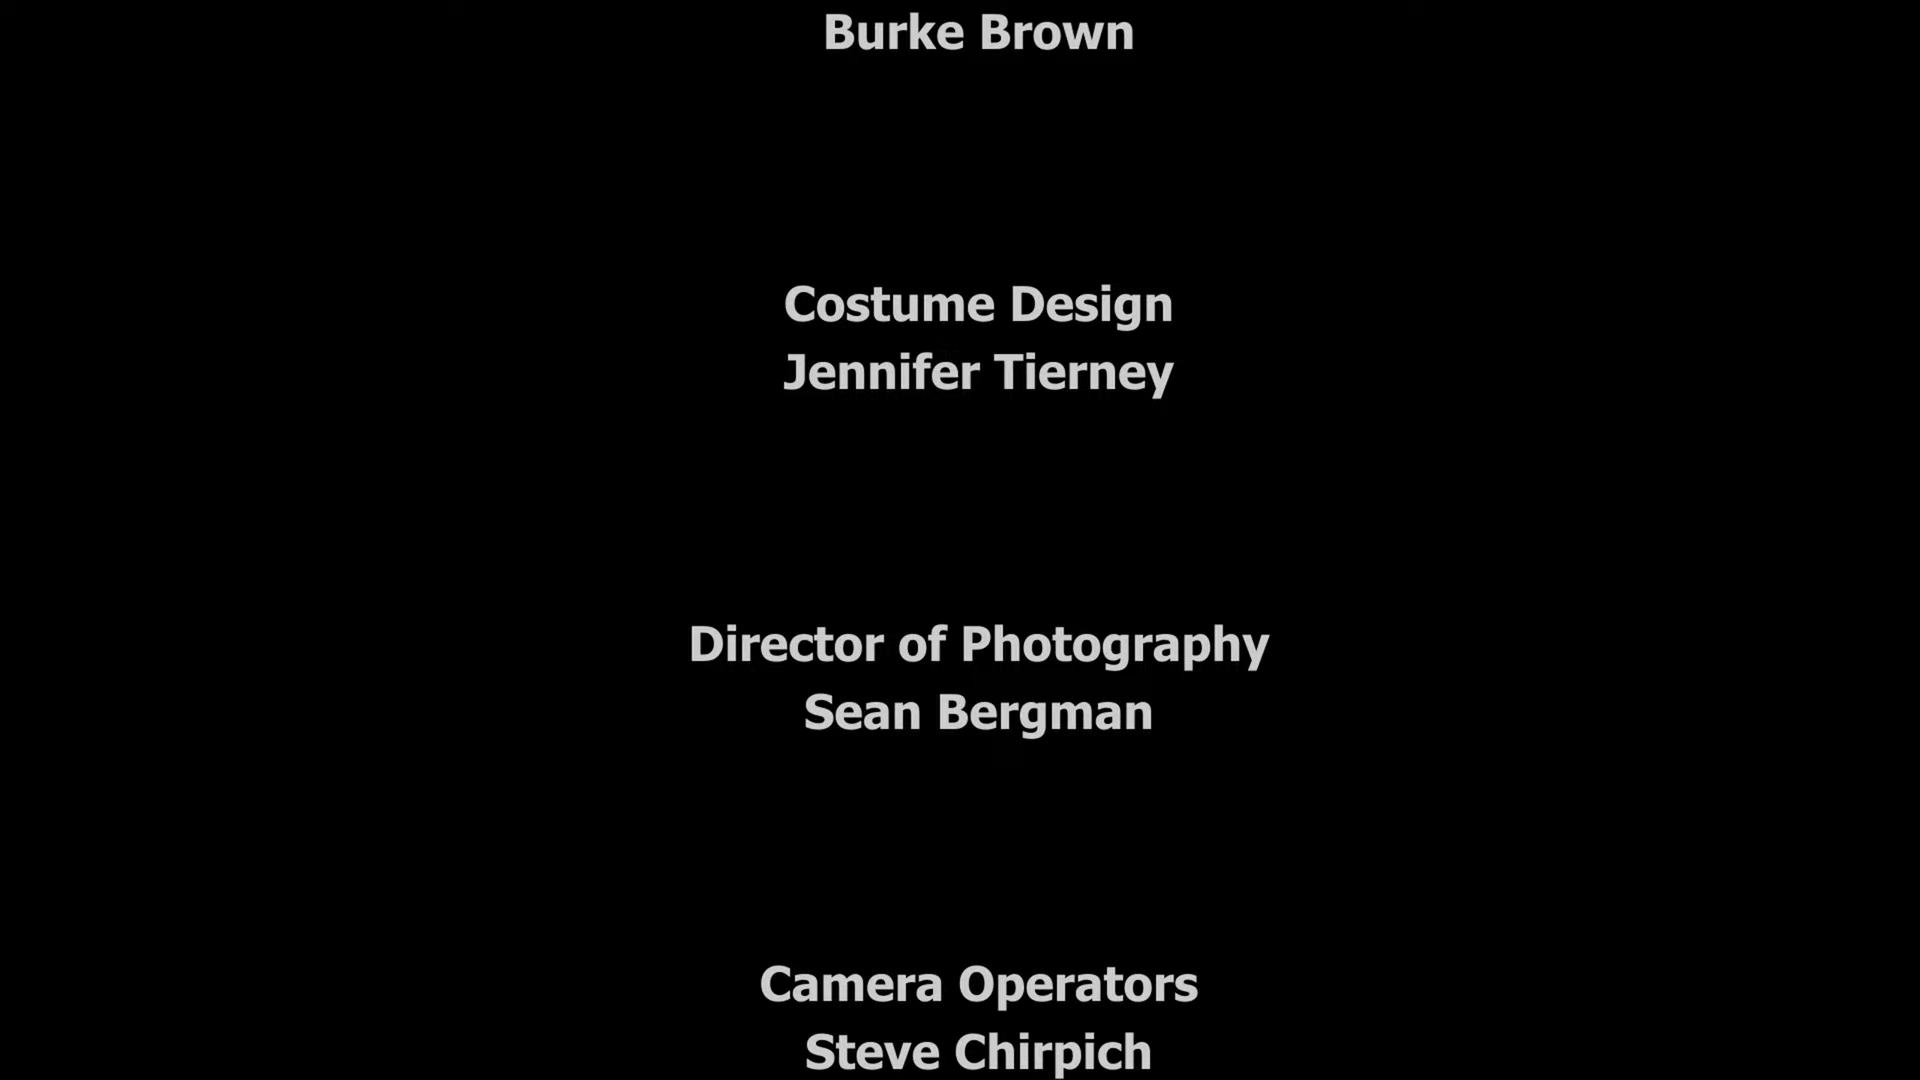 Burke Brown
Costume Design
Jennifer Tierney
Director of Photography
Sean Bergman
Camera Operators
Steve Chirpich